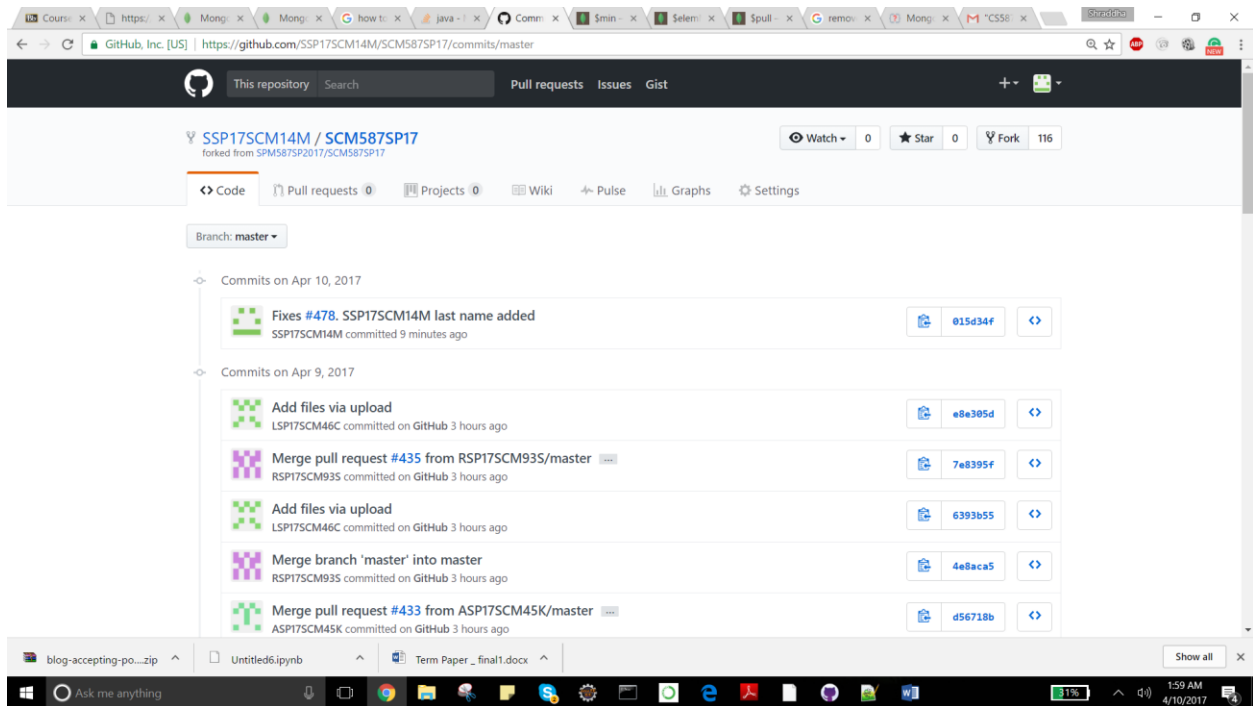 Course
https:/
Mongo
Mongo
how to
java -
Comm
$min -
$elem
$pull -
remov
Mongo
"CS58
Shraddha
GitHub, Inc. [US] | https://github.com/SSP17SCM14M/SCM587SP17/commits/master
ABP
NEW
This repository Search Pull requests Issues Gist
SSP17SCM14M / SCM587SP17
forked from SPM587SP2017/SCM587SP17
Watch 0 Star 0 Fork 116
Code Pull requests 0 Projects 0 Wiki Pulse Graphs Settings
Branch: master
Commits on Apr 10, 2017
Fixes #478. SSP17SCM14M last name added
SSP17SCM14M committed 9 minutes ago
015d34f
Commits on Apr 9, 2017
Add files via upload
LSP17SCM46C committed on GitHub 3 hours ago
e8e305d
Merge pull request #435 from RSP17SCM93S/master ...
RSP17SCM93S committed on GitHub 3 hours ago
7e8395f
Add files via upload
LSP17SCM46C committed on GitHub 3 hours ago
6393b55
Merge branch 'master' into master
RSP17SCM93S committed on GitHub 3 hours ago
4e8aca5
Merge pull request #433 from ASP17SCM45K/master ...
ASP17SCM45K committed on GitHub 3 hours ago
d56718b
blog-accepting-po....zip
Untitled6.ipynb
Term Paper _ final1.docx
Show all
Ask me anything
31%
1:59 AM
4/10/2017
4